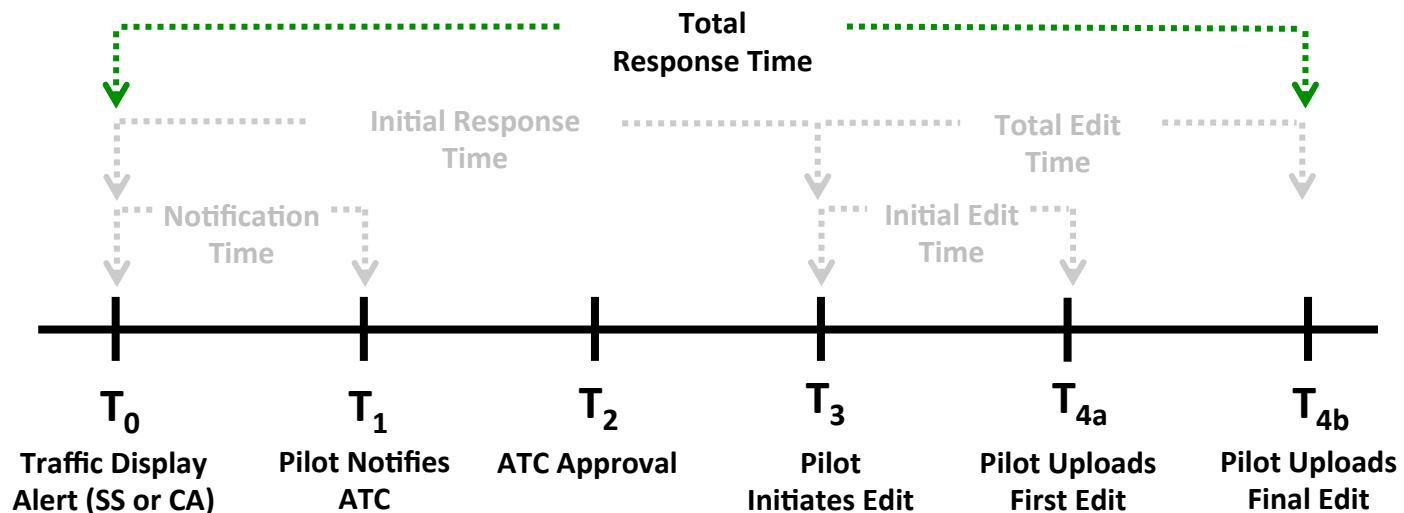 Total
Response Time
Initial Response
Time
Total Edit
Time
Notification
Time
Initial Edit
Time
T0
T1
T2
T3
T4a
T4b
Traffic Display
Alert (SS or CA)
Pilot Notifies
ATC
ATC Approval
Pilot
Initiates Edit
Pilot Uploads
First Edit
Pilot Uploads
Final Edit